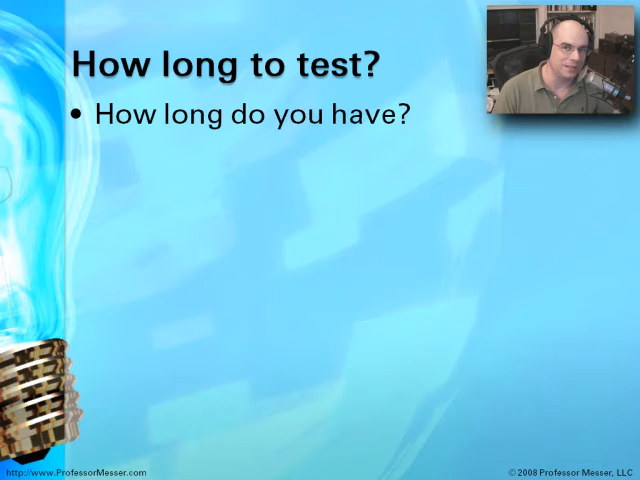 How long to test?
• How long do you have?
http://www.ProfessorMesser.com
© 2008 Professor Messer, LLC